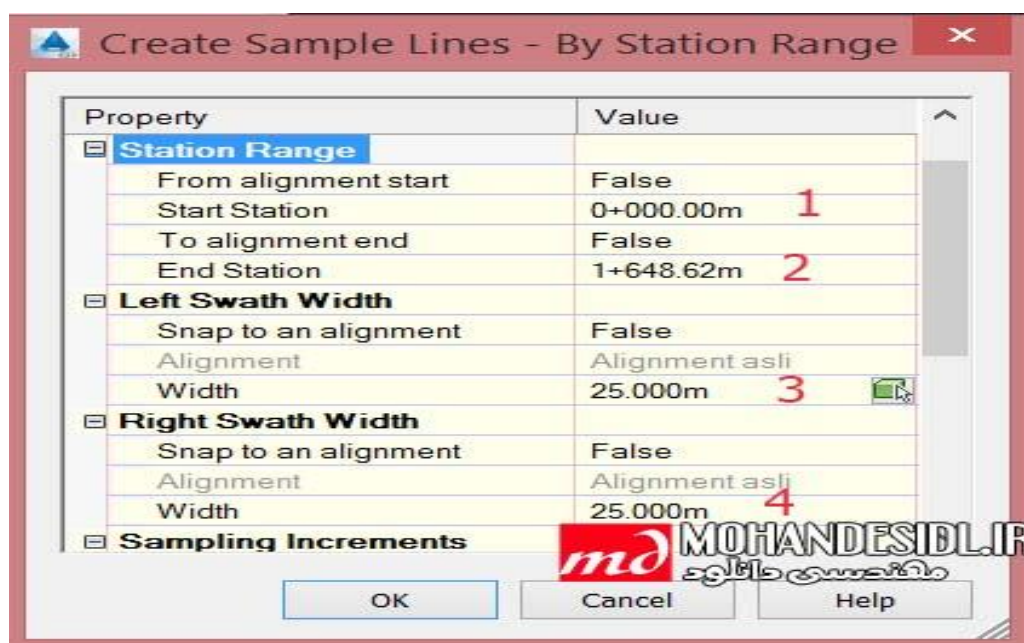 Create Sample Lines - By Station Range
Property Value
Station Range
From alignment start False
Start Station 0+000.00m 1
To alignment end False
End Station 1+648.62m 2
Left Swath Width
Snap to an alignment False
Alignment Alignment asli
Width 25.000m 3
Right Swath Width
Snap to an alignment False
Alignment Alignment asli
Width 25.000m 4
Sampling Increments
md MOHANDESIDL.IR
مهندسی دانلود
OK Cancel Help